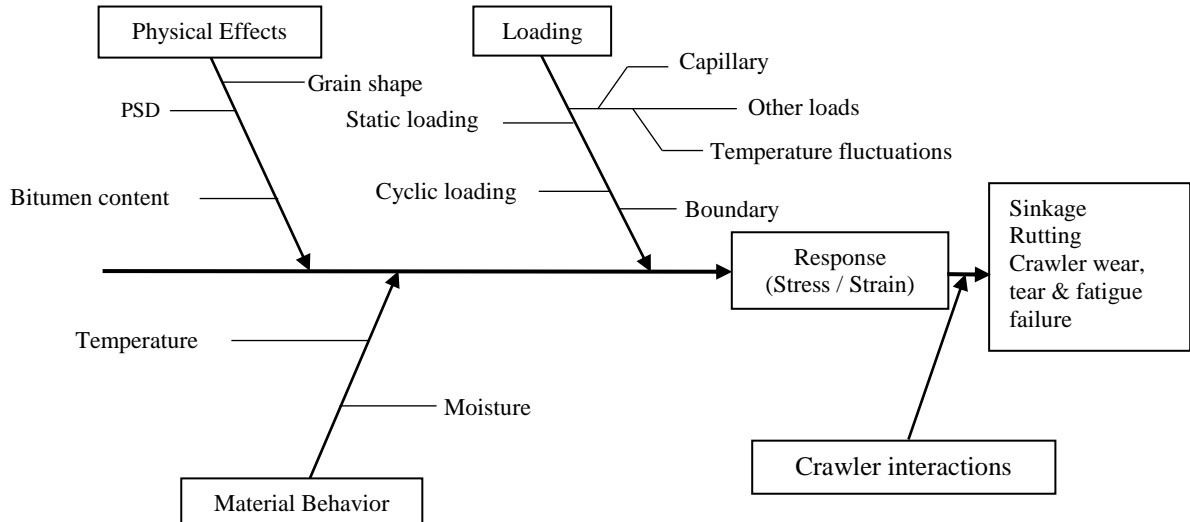 Physical Effects
Loading
Grain shape
PSD
Bitumen content
Capillary
Static loading
Other loads
Temperature fluctuations
Cyclic loading
Boundary
Response
(Stress / Strain)
Sinkage
Rutting
Crawler wear,
tear & fatigue
failure
Temperature
Moisture
Material Behavior
Crawler interactions